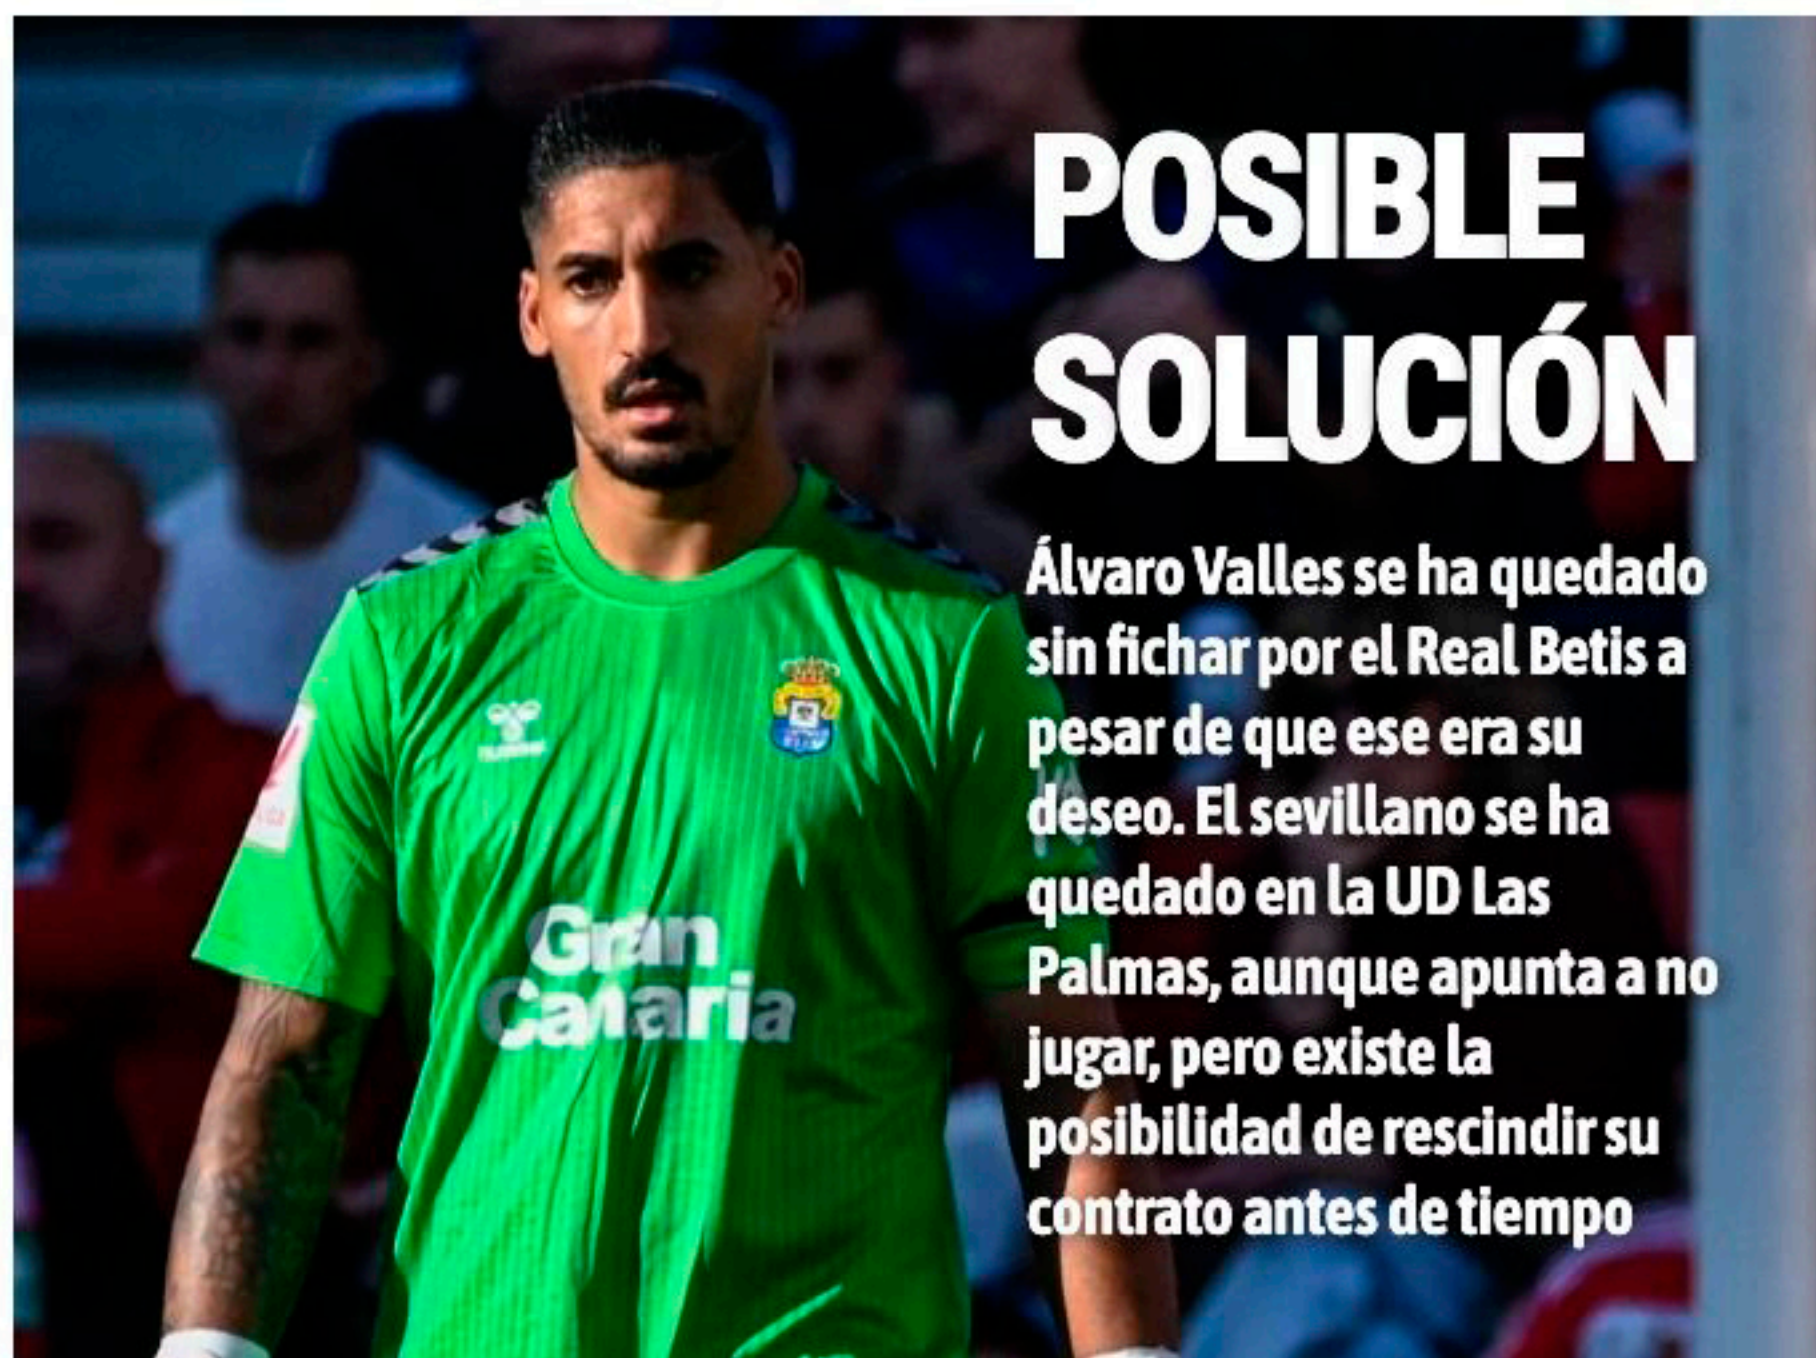 POSIBLE
SOLUCIÓN
Álvaro Valles se ha quedado
sin fichar por el Real Betis a
pesar de que ese era su
deseo. El sevillano se ha
quedado en la UD Las
Palmas, aunque apunta a no
jugar, pero existe la
posibilidad de rescindir su
contrato antes de tiempo
hummel
Gran
Canaria